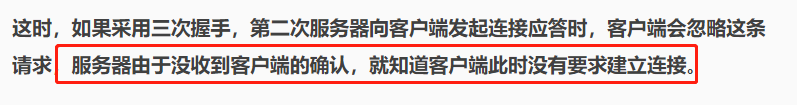 这时，如果采用三次握手，第二次服务器向客户端发起连接应答时，客户端会忽略这条
请求，服务器由于没收到客户端的确认，就知道客户端此时没有要求建立连接。